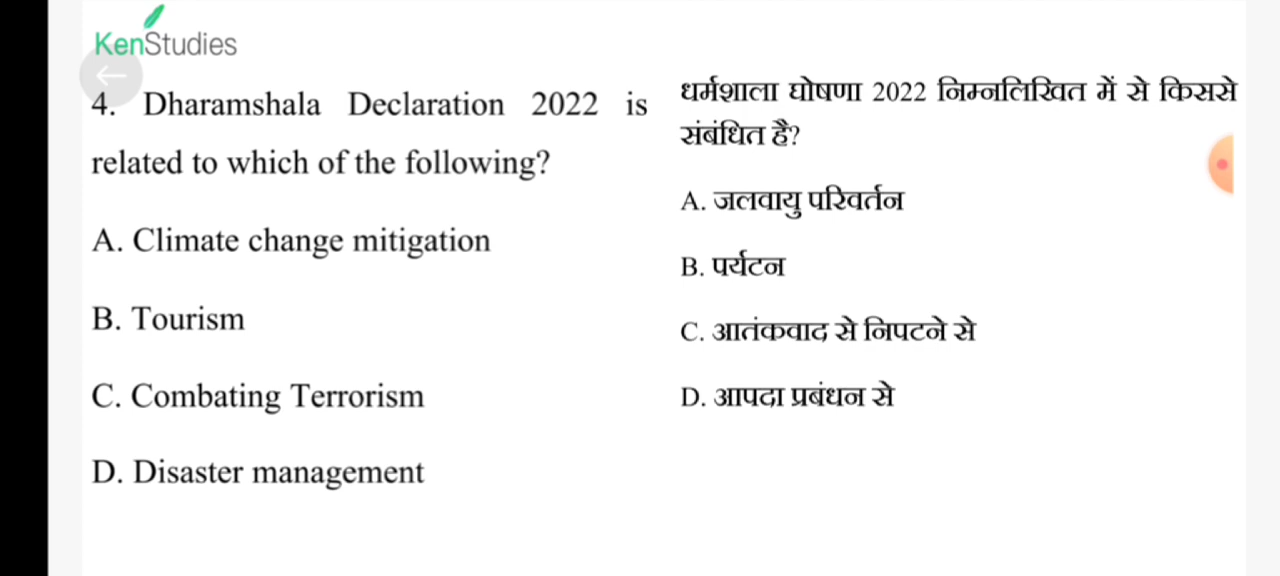 KenStudies
4. Dharamshala Declaration 2022 is
related to which of the following?
A. Climate change mitigation
B. Tourism
C. Combating Terrorism
D. Disaster management
धर्मशाला घोषणा 2022 निम्नलिखित में से किससे
संबंधित है?
A. जलवायु परिवर्तन
B. पर्यटन
C. आतंकवाद से निपटने से
D. आपदा प्रबंधन से